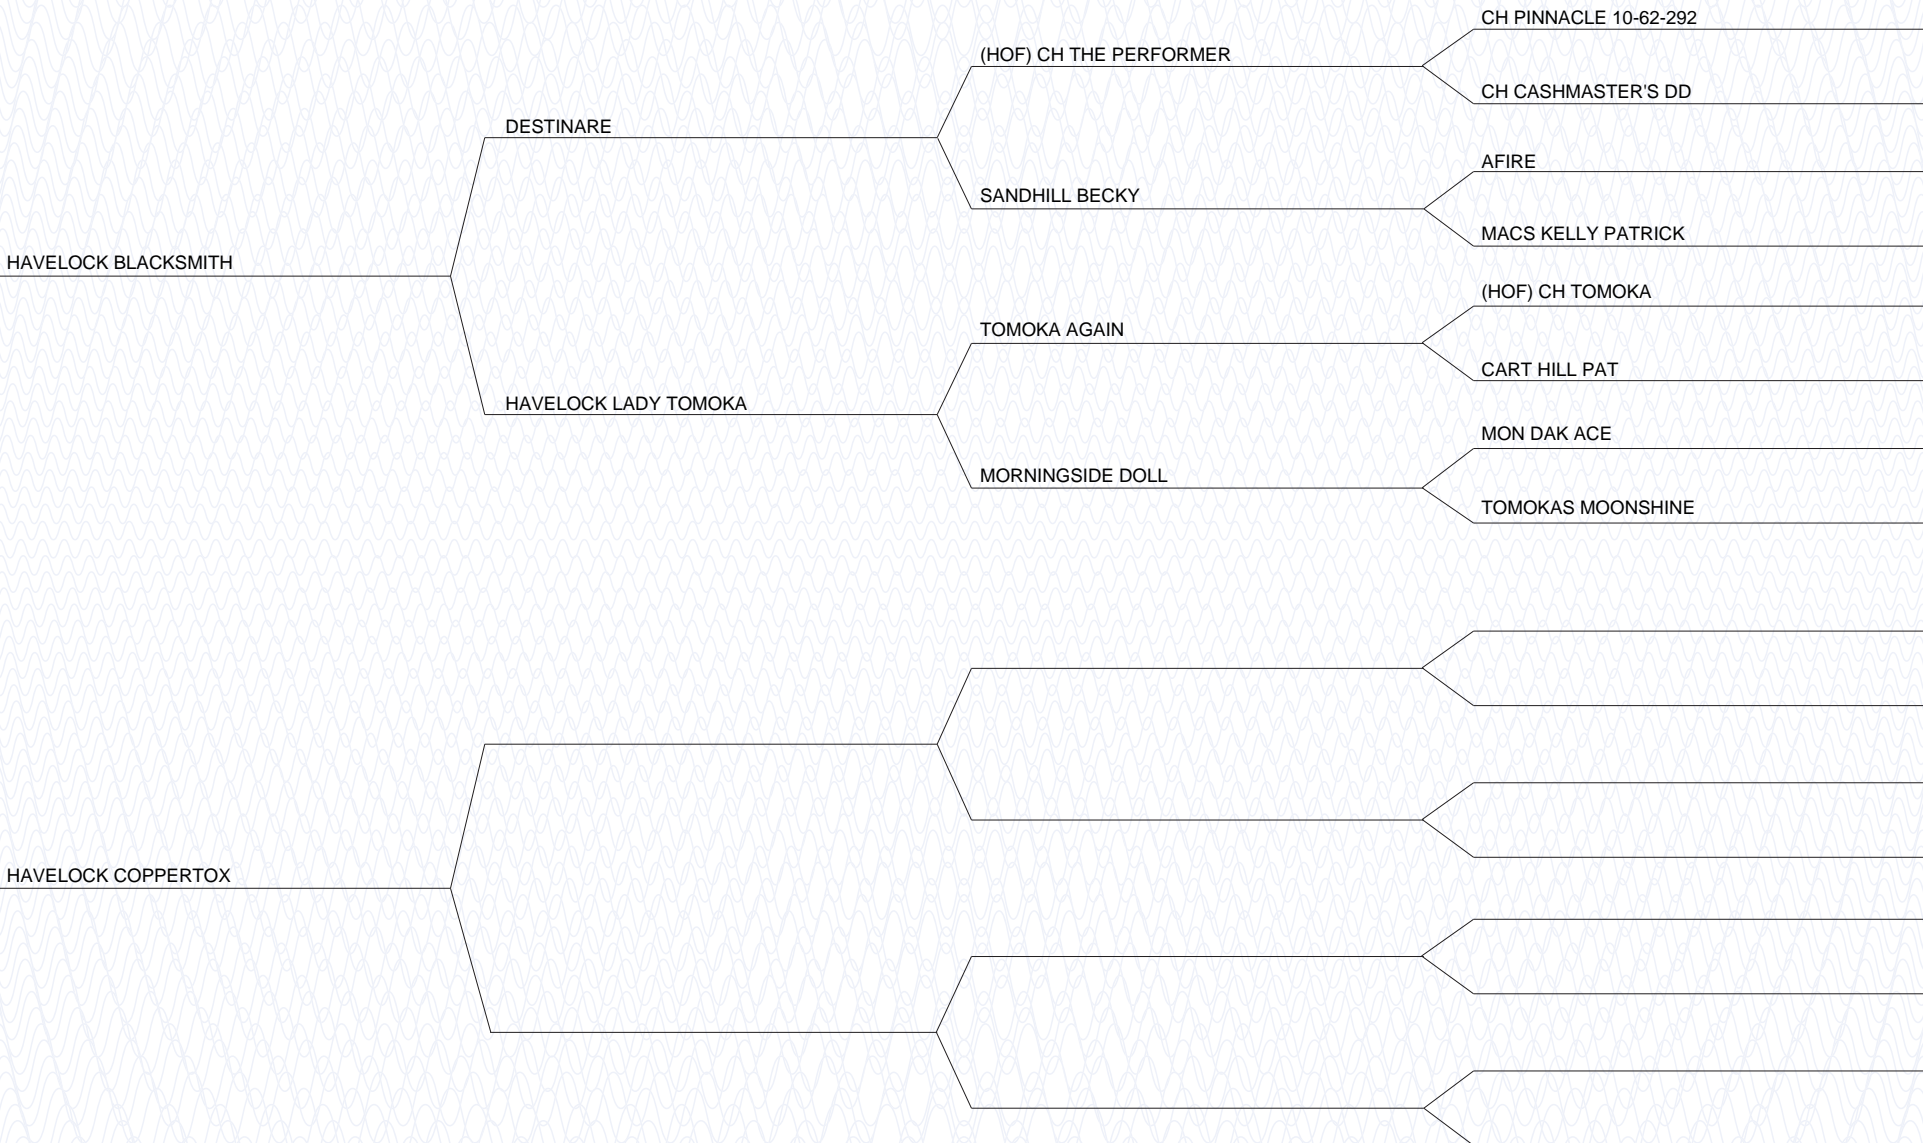 CH PINNACLE 10-62-292
(HOF) CH THE PERFORMER
CH CASHMASTER'S DD
DESTINARE
AFIRE
SANDHILL BECKY
MACS KELLY PATRICK
HAVELOCK BLACKSMITH
(HOF) CH TOMOKA
TOMOKA AGAIN
CART HILL PAT
HAVELOCK LADY TOMOKA
MON DAK ACE
MORNINGSIDE DOLL
TOMOKAS MOONSHINE
HAVELOCK COPPERTOX